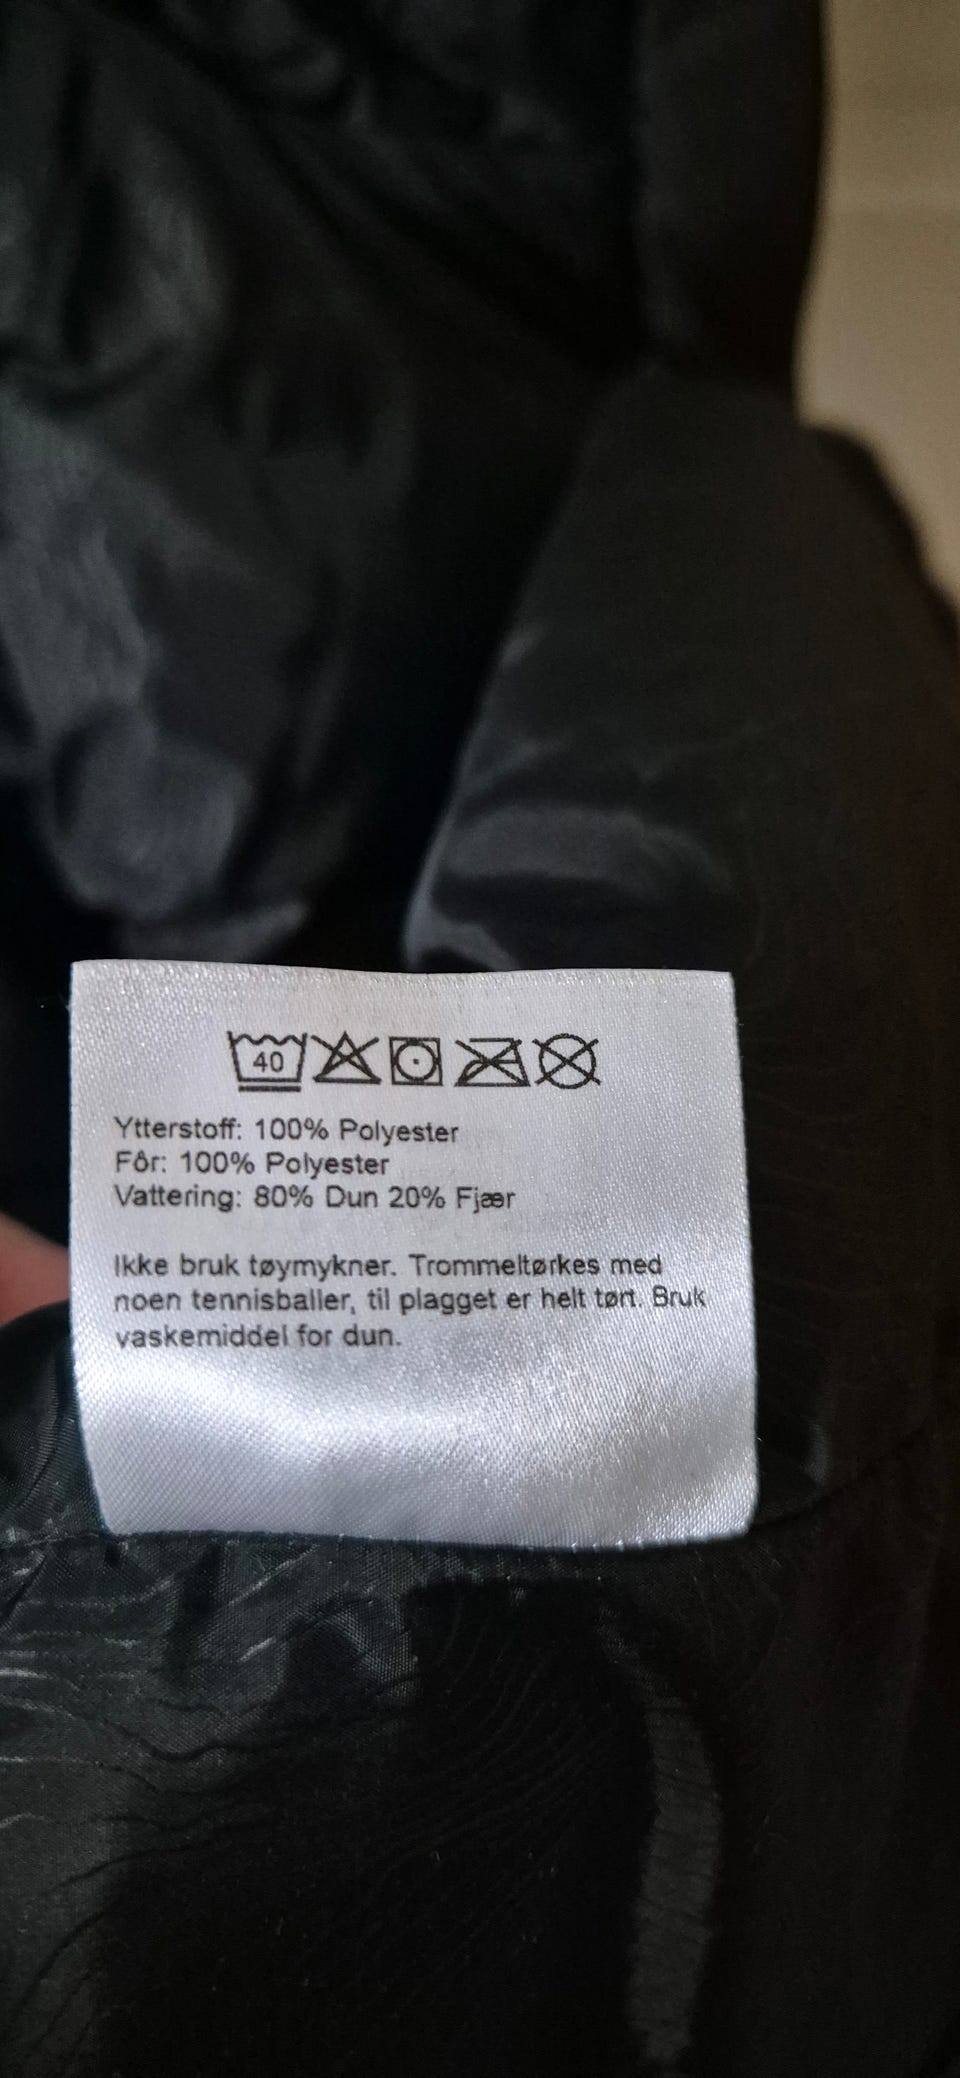 40
Ytterstoff: 100% Polyester
Fôr: 100% Polyester
Vattering: 80% Dun 20% Fjær
Ikke bruk tøymykner. Trommeltørkes med
noen tennisballer, til plagget er helt tørt. Bruk
vaskemiddel for dun.